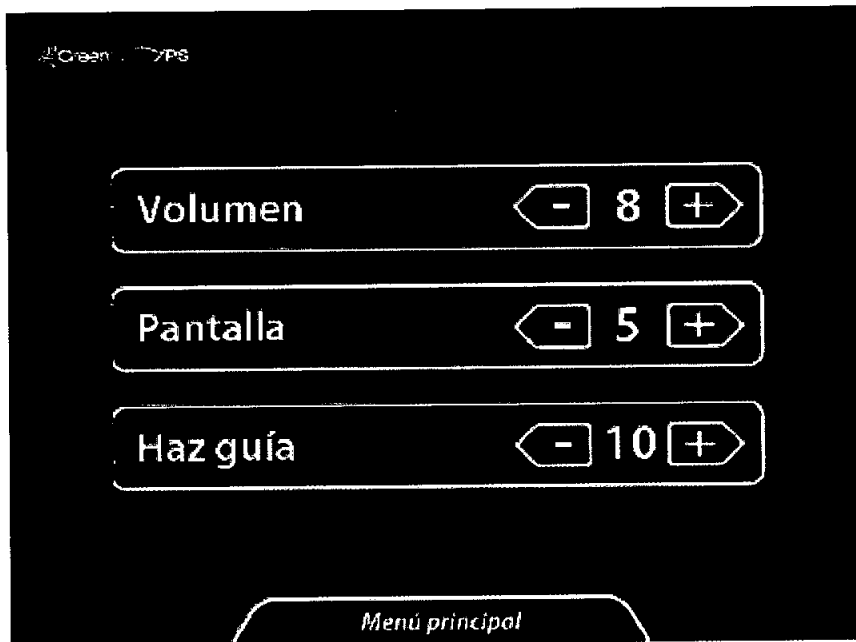 Volumen - 8 +
Pantalla - 5 +
Haz guía - 10 +
Menú principal